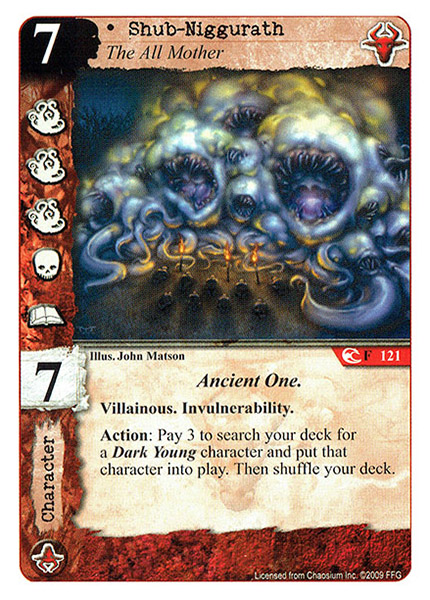 7
• Shub-Niggurath
The All Mother
Illus. John Matson
F 121
7
Ancient One.
Villainous. Invulnerability.
Action: Pay 3 to search your deck for
a Dark Young character and put that
character into play. Then shuffle your deck.
Character
Licensed from Chaosium Inc. ©2009 FFG